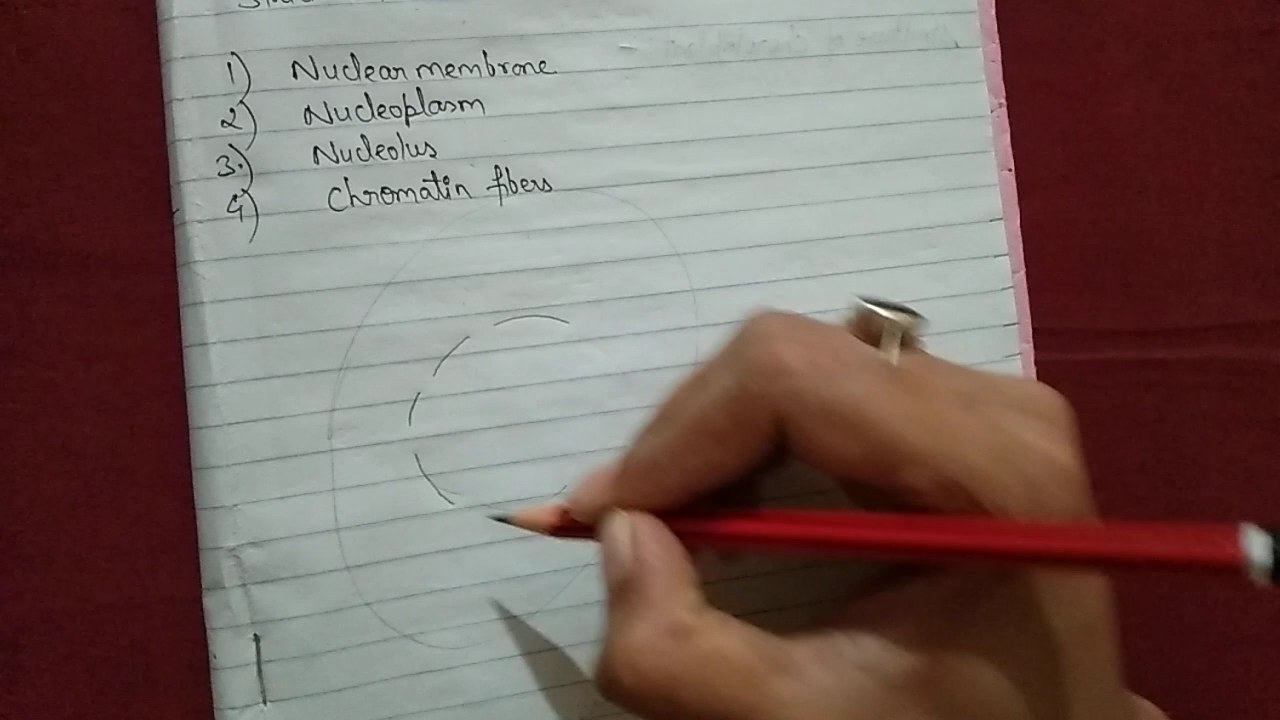 1) Nuclear membrane
2) Nucleoplasm
3.) Nucleolus
4) Chromatin fibers